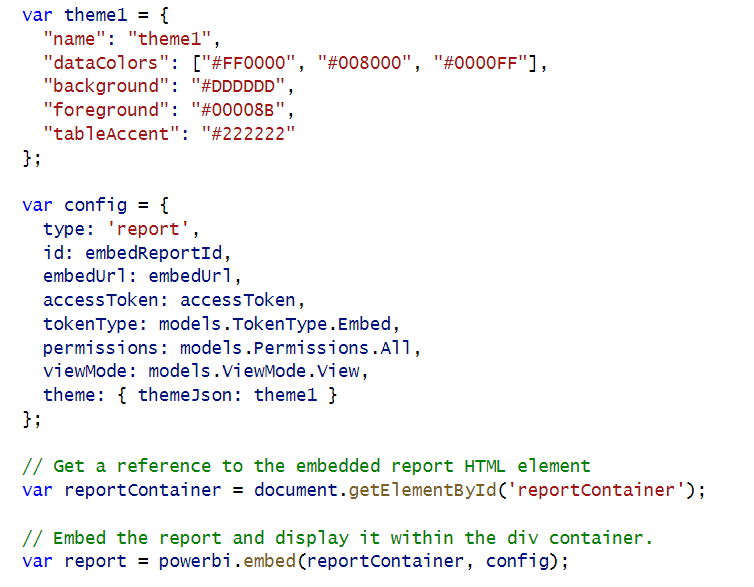 var theme1 = {
  "name": "theme1",
  "dataColors": ["#FF0000", "#008000", "#0000FF"],
  "background": "#DDDDDD",
  "foreground": "#00008B",
  "tableAccent": "#222222"
};

var config = {
  type: 'report',
  id: embedReportId,
  embedUrl: embedUrl,
  accessToken: accessToken,
  tokenType: models.TokenType.Embed,
  permissions: models.Permissions.All,
  viewMode: models.ViewMode.View,
  theme: { themeJson: theme1 }
};

// Get a reference to the embedded report HTML element
var reportContainer = document.getElementById('reportContainer');

// Embed the report and display it within the div container.
var report = powerbi.embed(reportContainer, config);